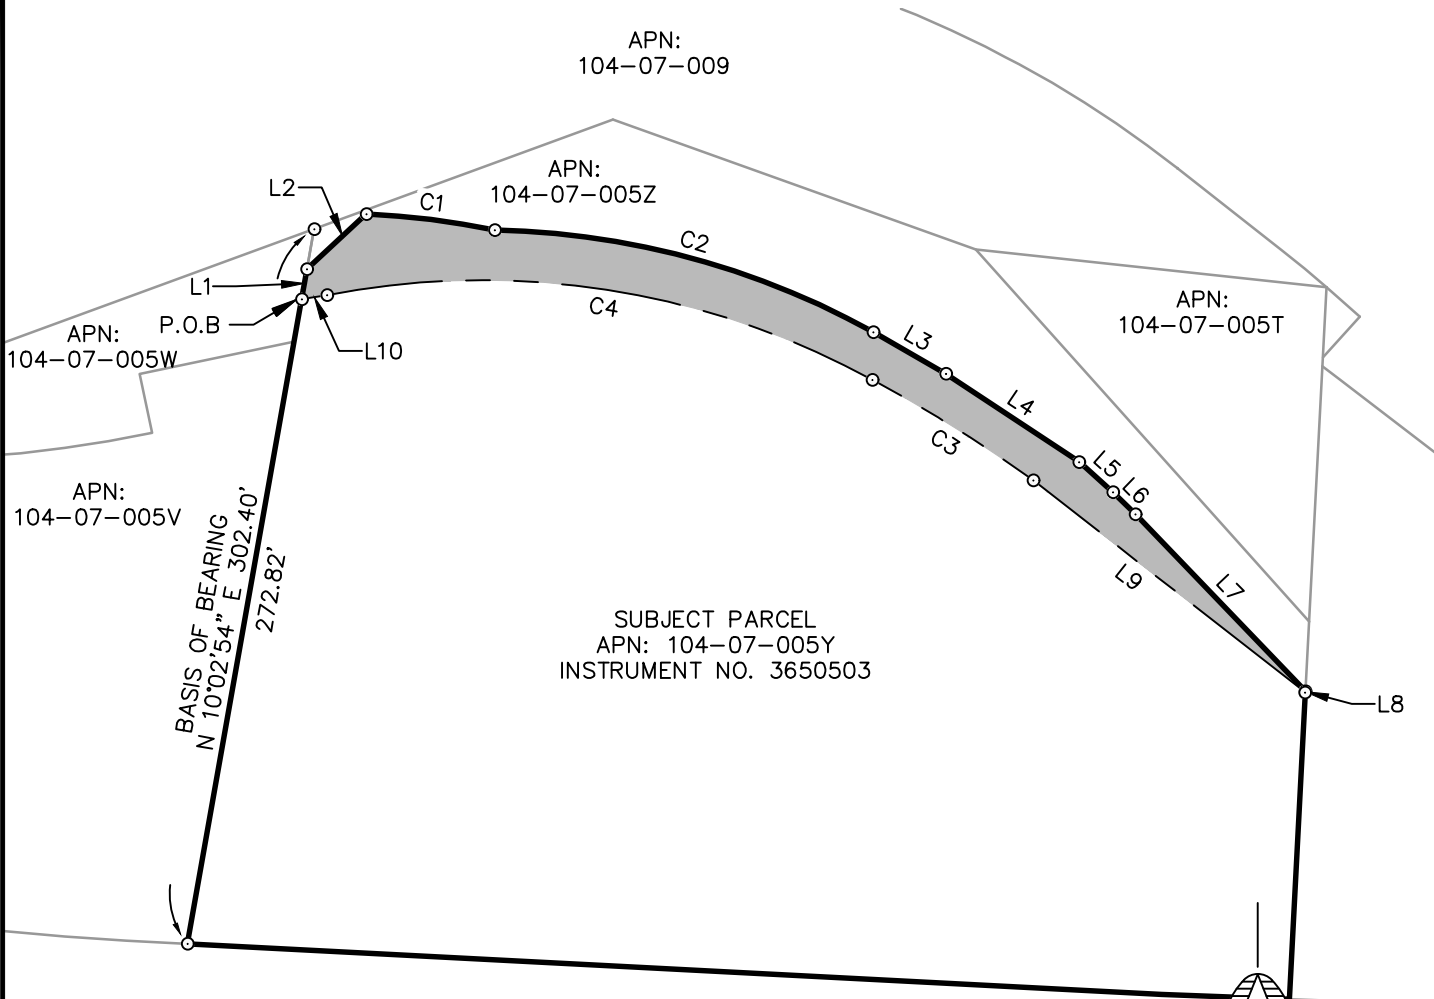 APN:
104-07-009
APN:
104-07-005Z
L2
C1
C2
L1
P.O.B
L10
C4
APN:
104-07-005W
APN:
104-07-005T
L3
L4
C3
L5
L6
APN:
104-07-005V
BASIS OF BEARING
N 10°02'54" E 302.40'
272.82'
L9
L7
SUBJECT PARCEL
APN: 104-07-005Y
INSTRUMENT NO. 3650503
L8